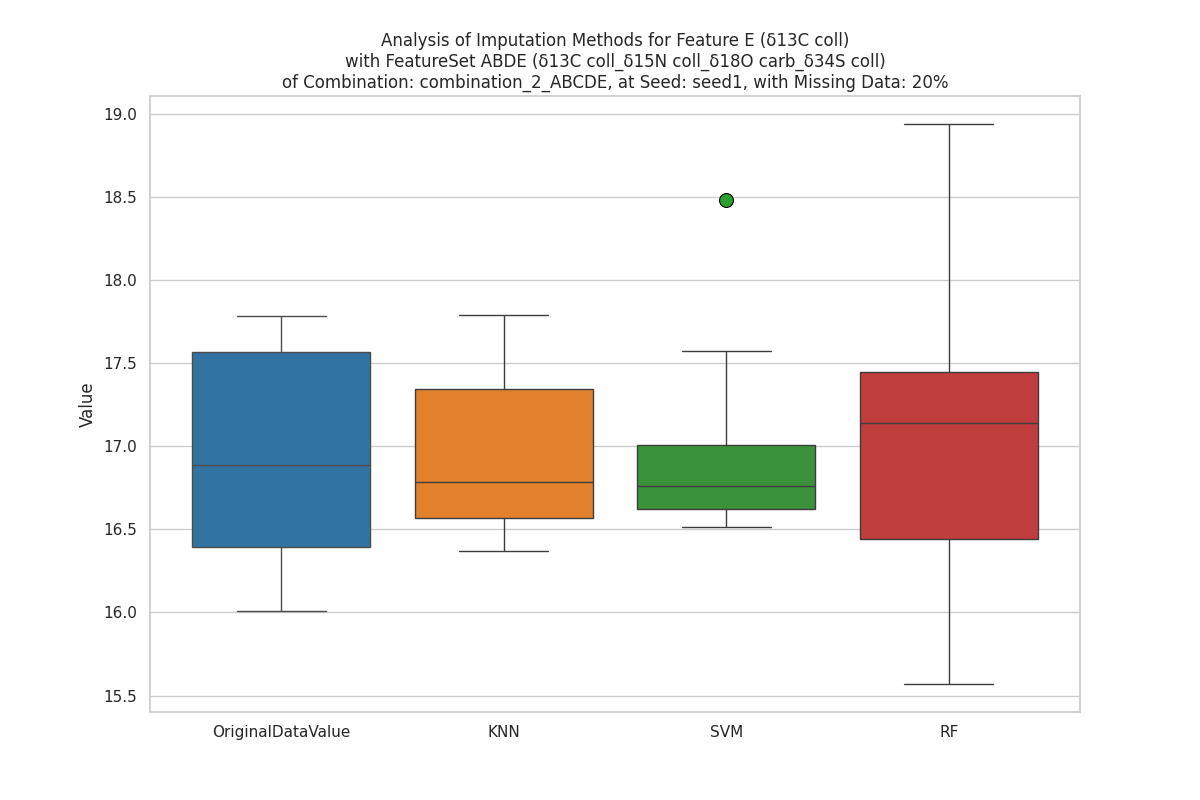 Analysis of Imputation Methods for Feature E (δ13C coll)
with FeatureSet ABDE (δ13C coll_δ15N coll_δ18O carb_δ34S coll)
of Combination: combination_2_ABCDE, at Seed: seed1, with Missing Data: 20%
19.0
18.5
18.0
17.5
17.0
16.5
16.0
15.5
Value
OriginalDataValue
KNN
SVM
RF